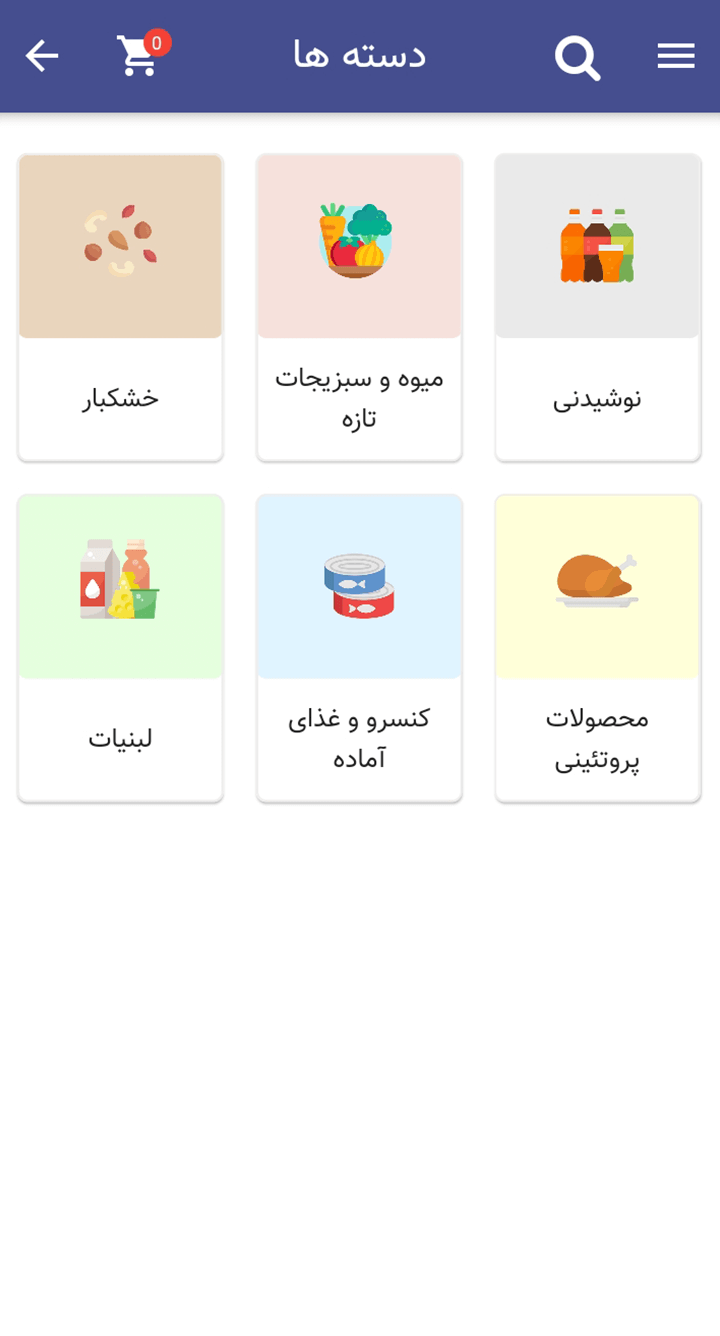 دسته ها
0
نوشیدنی
میوه و سبزیجات
تازه
خشکبار
محصولات
پروتئینی
کنسرو و غذای
آماده
لبنیات